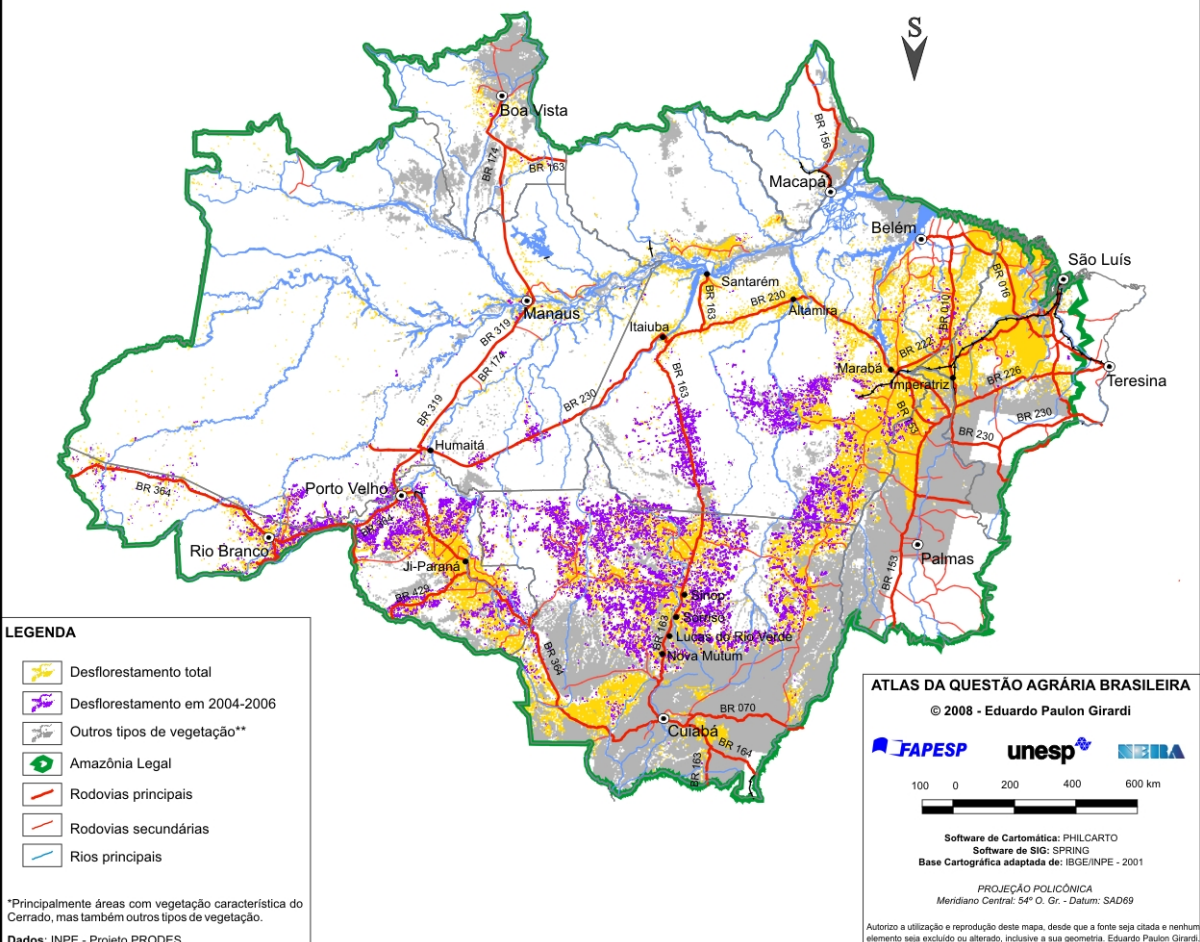 S
Boa Vista
BR 174
BR 163
BR 156
Macapá
Belém
São Luís
BR 016
BR 010
Santarém
BR 163
BR 230
Altamira
Manaus
BR 319
BR 174
Itaiuba
BR 222
Marabá
Imperatriz
BR 226
Teresina
BR 163
BR 319
BR 230
BR 230
BR 230
Humaitá
BR 364
Porto Velho
Rio Branco
Ji-Paraná
BR 429
Palmas
BR 153
Sinop
Sorriso
BR 163
Lucas do Rio Verde
Nova Mutum
BR 364
BR 070
Cuiabá
BR 164
BR 163
LEGENDA
Desflorestamento total
Desflorestamento em 2004-2006
Outros tipos de vegetação**
Amazônia Legal
Rodovias principais
Rodovias secundárias
Rios principais
*Principalmente áreas com vegetação característica do
Cerrado, mas também outros tipos de vegetação.
Dados: INPE - Projeto PRODES
ATLAS DA QUESTÃO AGRÁRIA BRASILEIRA
© 2008 - Eduardo Paulon Girardi
FAPESP unesp NERA
100 0 200 400 600 km
Software de Cartomática: PHILCARTO
Software de SIG: SPRING
Base Cartográfica adaptada de: IBGE/INPE - 2001
PROJEÇÃO POLICÔNICA
Meridiano Central: 54º O. Gr. - Datum: SAD69
Autorizo a utilização e reprodução deste mapa, desde que a fonte seja citada e nenhum
elemento seja excluído ou alterado, inclusive a sua geometria. Eduardo Paulon Girardi.